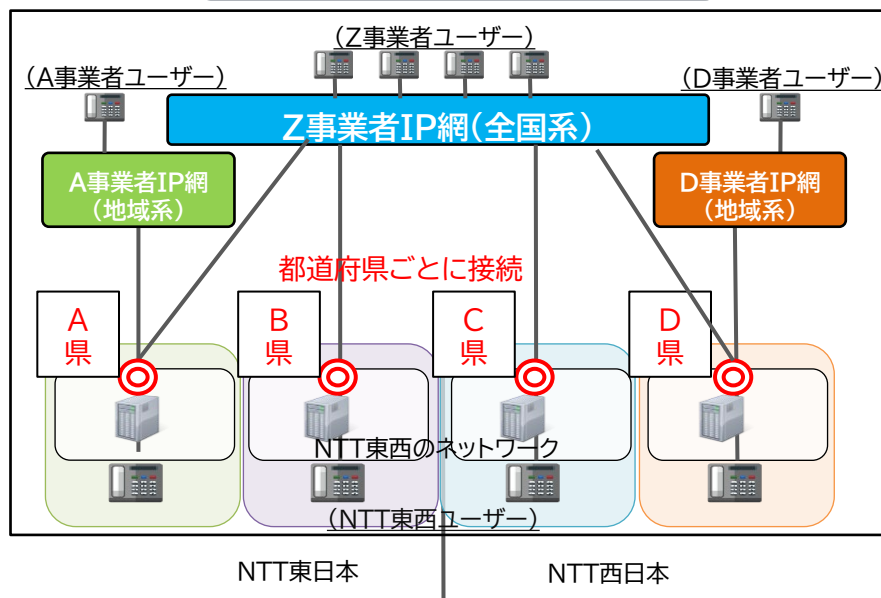 (Z事業者ユーザー)
(A事業者ユーザー)
(D事業者ユーザー)
Z事業者IP網(全国系)
A事業者IP網
(地域系)
D事業者IP網
(地域系)
都道府県ごとに接続
A
県
B
県
C
県
D
県
NTT東西のネットワーク
(NTT東西ユーザー)
NTT東日本
NTT西日本